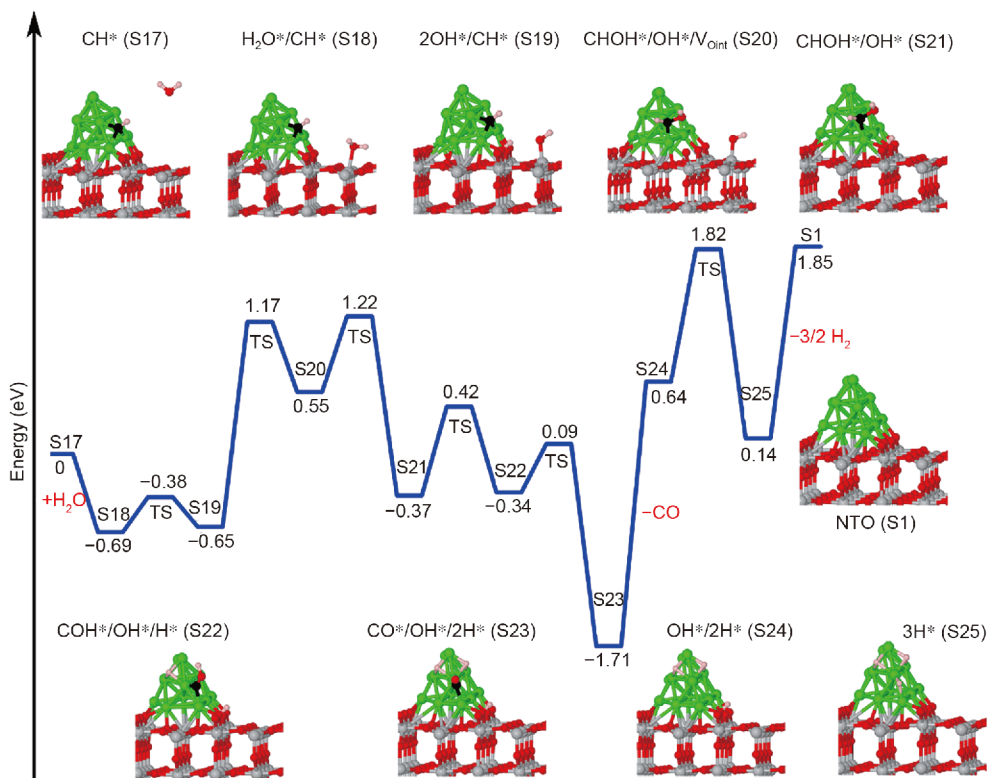 CH* (S17)
H₂O*/CH* (S18)
2OH*/CH* (S19)
CHOH*/OH*/V_Oint (S20)
CHOH*/OH* (S21)
Energy (eV)
S17
0
+H₂O
S18
−0.69
−0.38
TS
S19
−0.65
1.17
TS
S20
0.55
1.22
TS
S21
−0.37
0.42
TS
S22
−0.34
0.09
TS
S23
−1.71
−CO
S24
0.64
1.82
TS
S25
0.14
S1
1.85
−3/2 H₂
NTO (S1)
COH*/OH*/H* (S22)
CO*/OH*/2H* (S23)
OH*/2H* (S24)
3H* (S25)